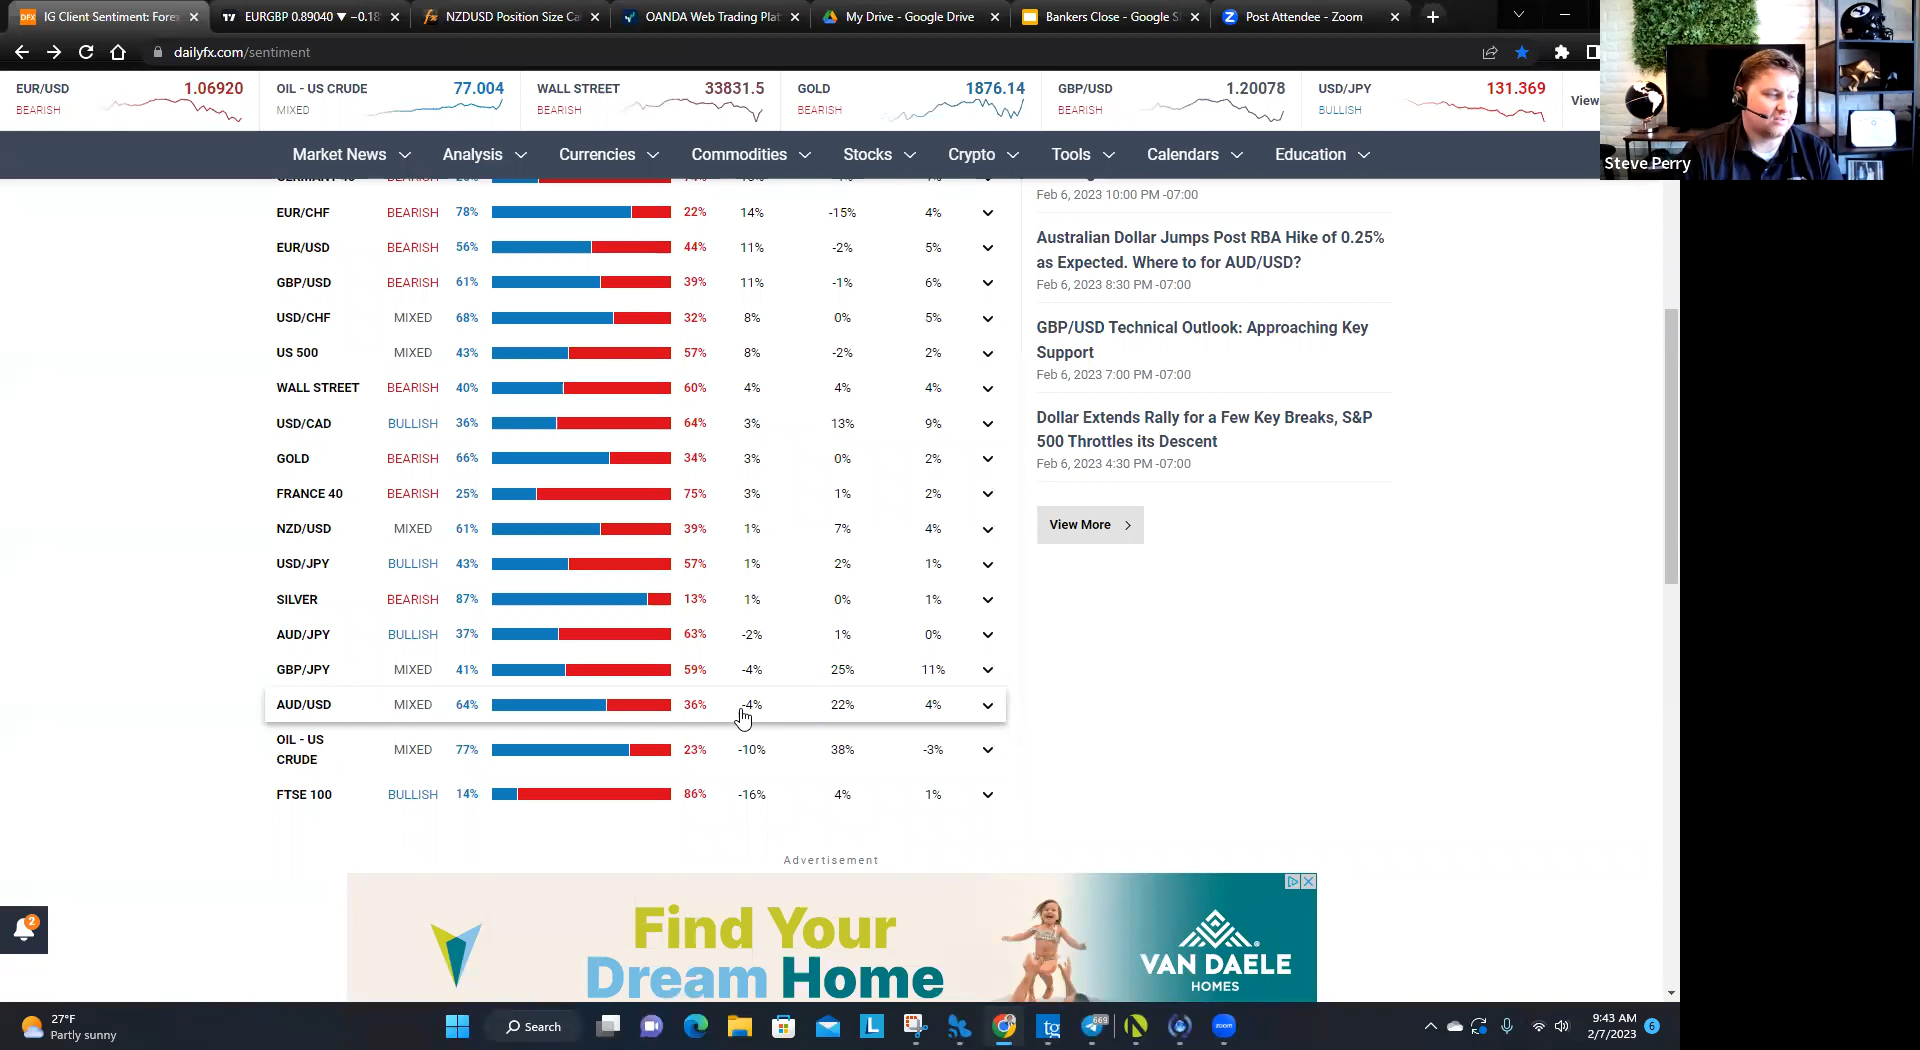 IG Client Sentiment: Fore
EURGBP 0.89040 ▼ −0.18
NZDUSD Position Size Ca
OANDA Web Trading Plat
My Drive - Google Drive
Bankers Close - Google S
Post Attendee - Zoom
dailyfx.com/sentiment
EUR/USD 1.06920
BEARISH
OIL - US CRUDE 77.004
MIXED
WALL STREET 33831.5
BEARISH
GOLD 1876.14
BEARISH
GBP/USD 1.20078
BEARISH
USD/JPY 131.369
BULLISH
View
Steve Perry
Market News Analysis Currencies Commodities Stocks Crypto Tools Calendars Education
EUR/CHF BEARISH 78% 22% 14% -15% 4%
EUR/USD BEARISH 56% 44% 11% -2% 5%
GBP/USD BEARISH 61% 39% 11% -1% 6%
USD/CHF MIXED 68% 32% 8% 0% 5%
US 500 MIXED 43% 57% 8% -2% 2%
WALL STREET BEARISH 40% 60% 4% 4% 4%
USD/CAD BULLISH 36% 64% 3% 13% 9%
GOLD BEARISH 66% 34% 3% 0% 2%
FRANCE 40 BEARISH 25% 75% 3% 1% 2%
NZD/USD MIXED 61% 39% 1% 7% 4%
USD/JPY BULLISH 43% 57% 1% 2% 1%
SILVER BEARISH 87% 13% 1% 0% 1%
AUD/JPY BULLISH 37% 63% -2% 1% 0%
GBP/JPY MIXED 41% 59% -4% 25% 11%
AUD/USD MIXED 64% 36% -4% 22% 4%
OIL - US
CRUDE MIXED 77% 23% -10% 38% -3%
FTSE 100 BULLISH 14% 86% -16% 4% 1%
Feb 6, 2023 10:00 PM -07:00
Australian Dollar Jumps Post RBA Hike of 0.25%
as Expected. Where to for AUD/USD?
Feb 6, 2023 8:30 PM -07:00
GBP/USD Technical Outlook: Approaching Key
Support
Feb 6, 2023 7:00 PM -07:00
Dollar Extends Rally for a Few Key Breaks, S&P
500 Throttles its Descent
Feb 6, 2023 4:30 PM -07:00
View More
Advertisement
Find Your
Dream Home
VAN DAELE
HOMES
2
27°F
Partly sunny
Search
669
zoom
9:43 AM
2/7/2023
6